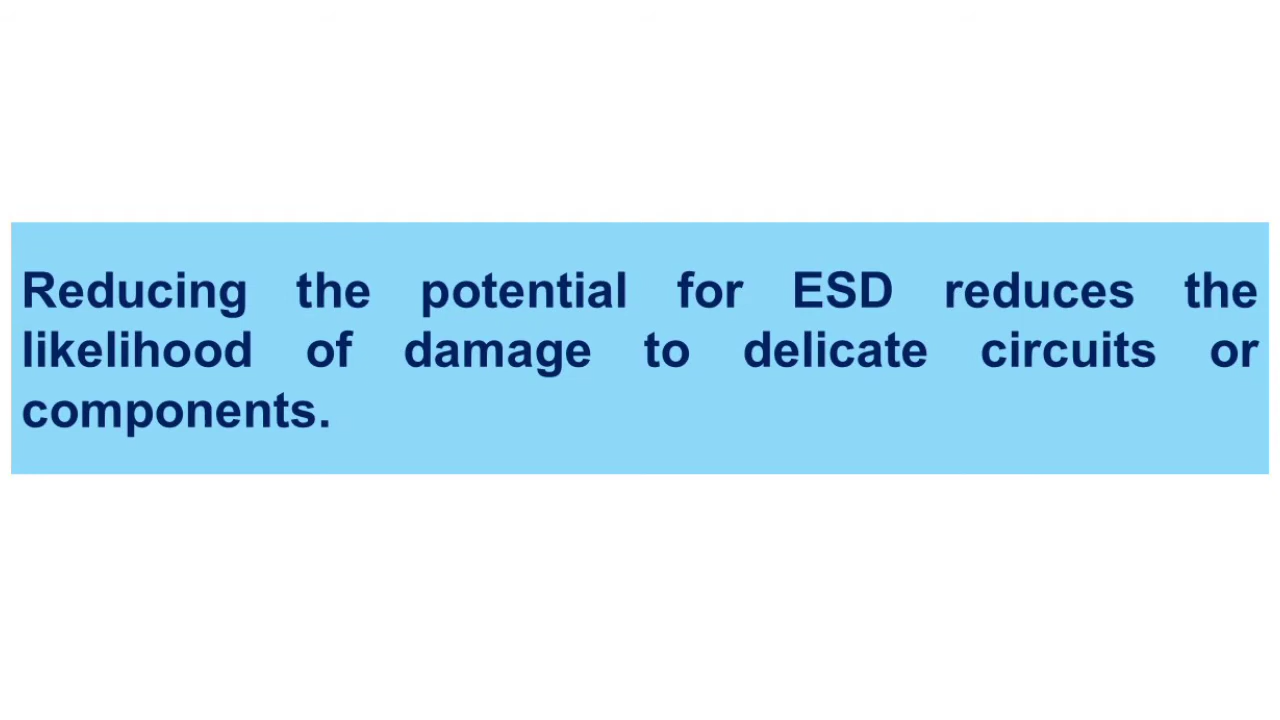 Reducing the potential for ESD reduces the
likelihood of damage to delicate circuits or
components.